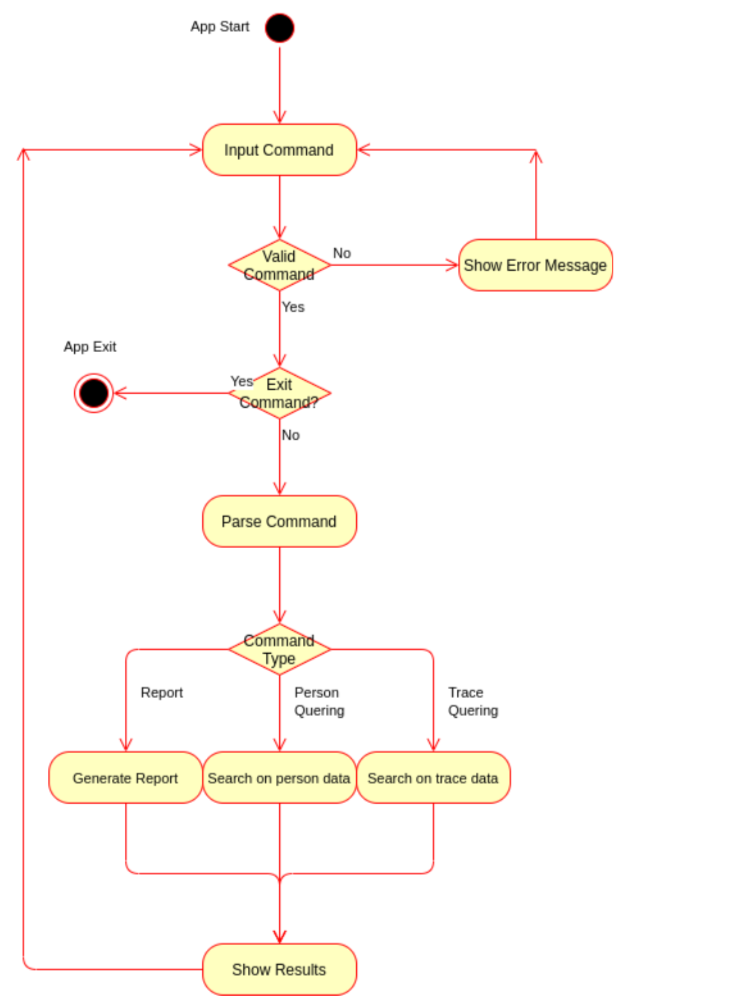 App Start
Input Command
Valid
Command
No
Show Error Message
Yes
App Exit
Yes
Exit
Command?
No
Parse Command
Command
Type
Report
Person
Quering
Trace
Quering
Generate Report
Search on person data
Search on trace data
Show Results